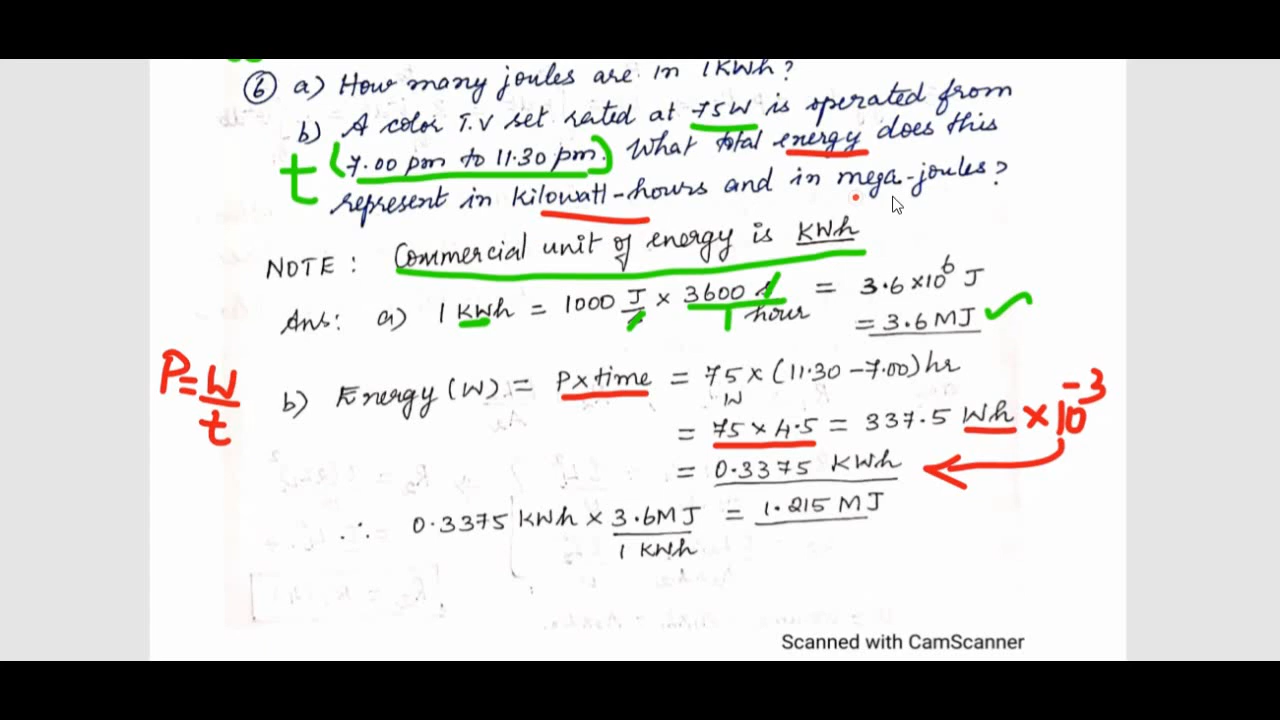 ⑥ a) How many joules are in 1KWh?
b) A color T.V set rated at 75W is operated from
t (7.00 pm to 11.30 pm.) What total energy does this
represent in Kilowatt-hours and in mega-joules?
NOTE: Commercial unit of energy is KWh
Ans: a) 1 KWh = 1000 J/s × 3600 s/1 hour = 3.6×10⁶ J
= 3.6 MJ
P=W/t
b) Energy (W) = P×time = 75 × (11.30 - 7.00) hr
W
= 75 × 4.5 = 337.5 Wh ×10⁻³
= 0.3375 KWh
∴ 0.3375 KWh × 3.6MJ/1 KWh = 1.215 MJ
Scanned with CamScanner